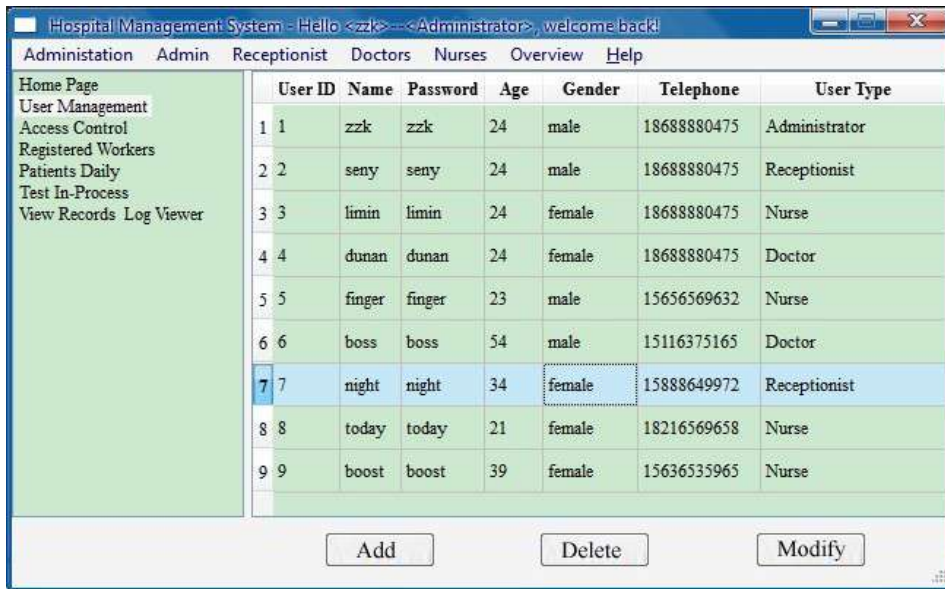 Hospital Management System - Hello <zzk>---<Administrator>, welcome back!
Administation Admin Receptionist Doctors Nurses Overview Help
Home Page
User Management
Access Control
Registered Workers
Patients Daily
Test In-Process
View Records Log Viewer
User ID Name Password Age Gender Telephone User Type
1 1 zzk zzk 24 male 18688880475 Administrator
2 2 seny seny 24 male 18688880475 Receptionist
3 3 limin limin 24 female 18688880475 Nurse
4 4 dunan dunan 24 female 18688880475 Doctor
5 5 finger finger 23 male 15656569632 Nurse
6 6 boss boss 54 male 15116375165 Doctor
7 7 night night 34 female 15888649972 Receptionist
8 8 today today 21 female 18216569658 Nurse
9 9 boost boost 39 female 15636535965 Nurse
Add Delete Modify